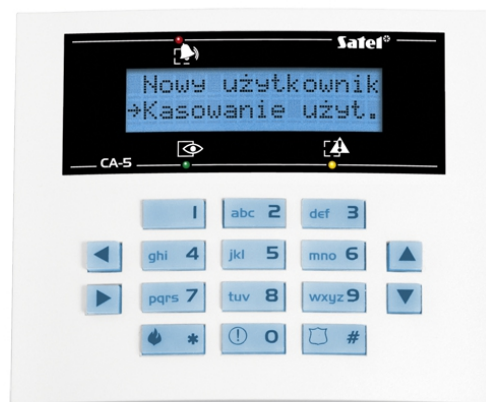 Satel®
Nowy użytkownik
→Kasowanie użyt.
CA-5
1 abc 2 def 3
ghi 4 jkl 5 mno 6
pqrs 7 tuv 8 wxyz 9
* 0 #